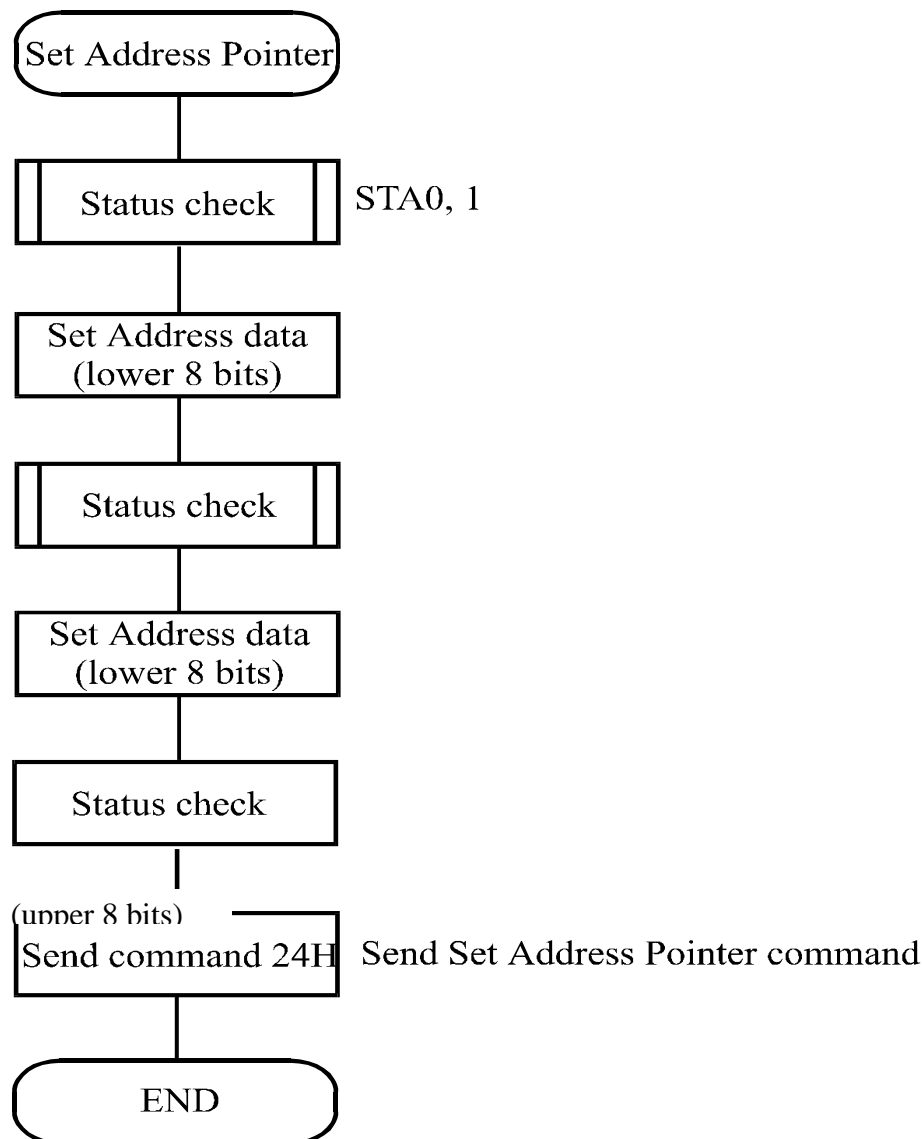 Set Address Pointer
Status check
STA0, 1
Set Address data
(lower 8 bits)
Status check
Set Address data
(lower 8 bits)
Status check
(upper 8 bits)
Send command 24H
Send Set Address Pointer command
END